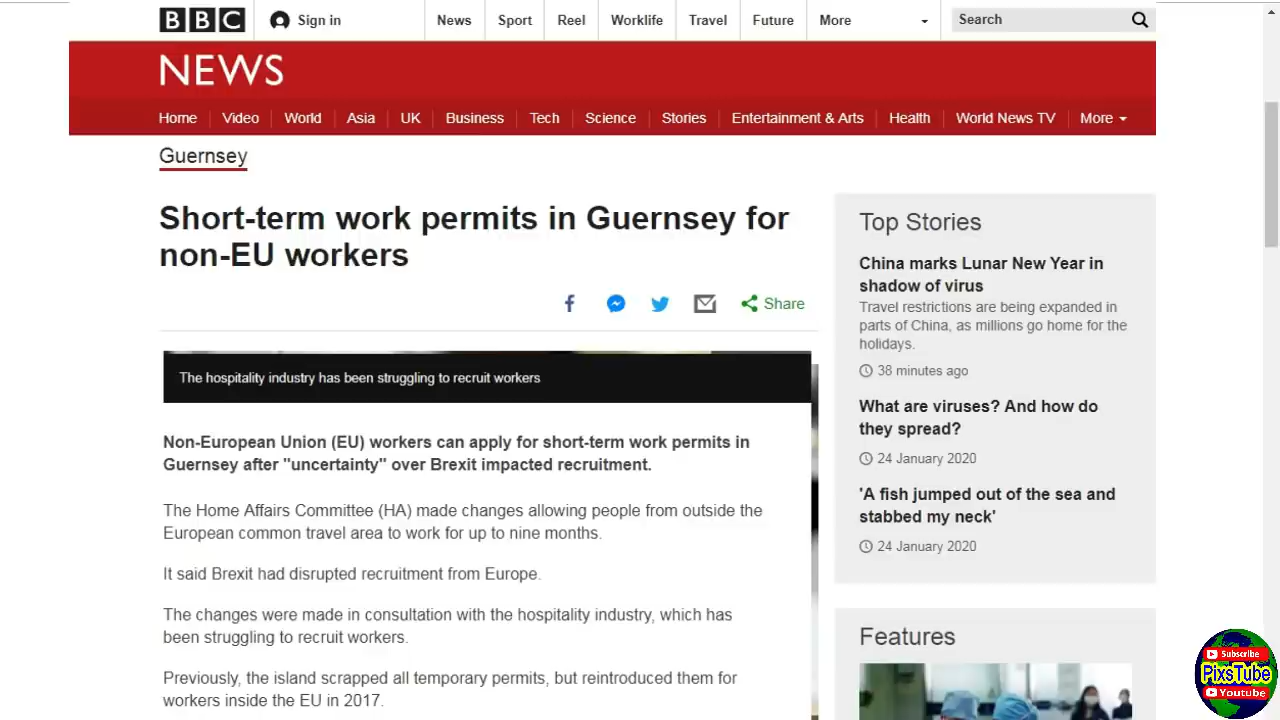 BBC
Sign in
News
Sport
Reel
Worklife
Travel
Future
More
Search
NEWS
Home
Video
World
Asia
UK
Business
Tech
Science
Stories
Entertainment & Arts
Health
World News TV
More
Guernsey
Short-term work permits in Guernsey for
non-EU workers
Share
The hospitality industry has been struggling to recruit workers
Non-European Union (EU) workers can apply for short-term work permits in
Guernsey after "uncertainty" over Brexit impacted recruitment.
The Home Affairs Committee (HA) made changes allowing people from outside the
European common travel area to work for up to nine months.
It said Brexit had disrupted recruitment from Europe.
The changes were made in consultation with the hospitality industry, which has
been struggling to recruit workers.
Previously, the island scrapped all temporary permits, but reintroduced them for
workers inside the EU in 2017.
Top Stories
China marks Lunar New Year in
shadow of virus
Travel restrictions are being expanded in
parts of China, as millions go home for the
holidays.
38 minutes ago
What are viruses? And how do
they spread?
24 January 2020
'A fish jumped out of the sea and
stabbed my neck'
24 January 2020
Features
Subscribe
PixsTube
Youtube